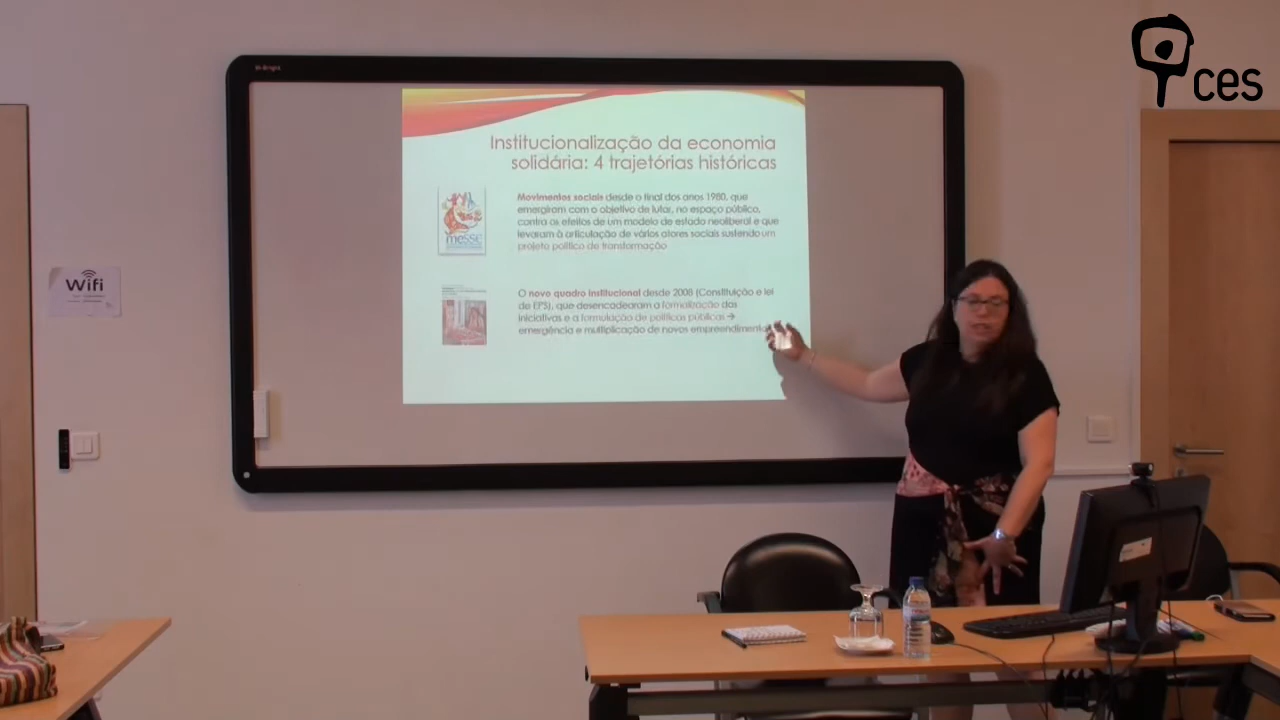 ces
Institucionalização da economia
solidária: 4 trajetórias históricas
Movimentos sociais desde o final dos anos 1980, que
emergiram com o objetivo de lutar, no espaço público,
contra os efeitos de um modelo de estado neoliberal e que
levaram à articulação de vários atores sociais sustendo um
projeto político de transformação
messe
O novo quadro institucional desde 2008 (Constituição e lei
de EPS), que desencadearam a formalização das
iniciativas e a formulação de políticas públicas →
emergência e multiplicação de novos empreendimentos
Wifi